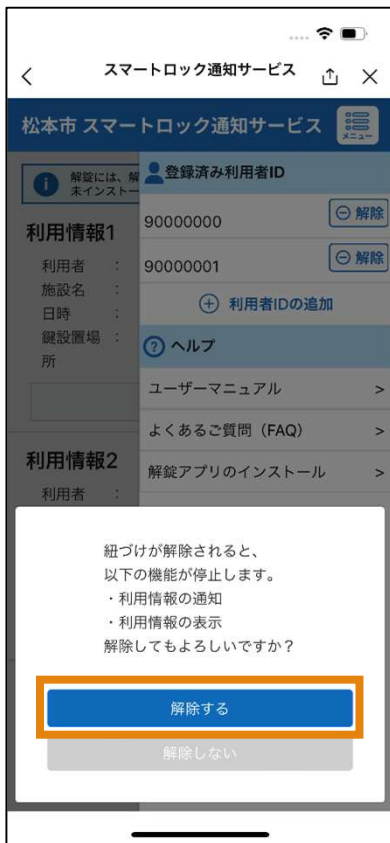 スマートロック通知サービス
松本市 スマートロック通知サービス
メニュー
解錠には、解
未インストー
登録済み利用者ID
90000000
解除
90000001
解除
利用者IDの追加
利用情報1
利用者 :
施設名 :
日時 :
鍵設置場所 :
ヘルプ
ユーザーマニュアル >
よくあるご質問（FAQ） >
解錠アプリのインストール >
利用情報2
利用者 :
紐づけが解除されると、
以下の機能が停止します。
・利用情報の通知
・利用情報の表示
解除してもよろしいですか？
解除する
解除しない